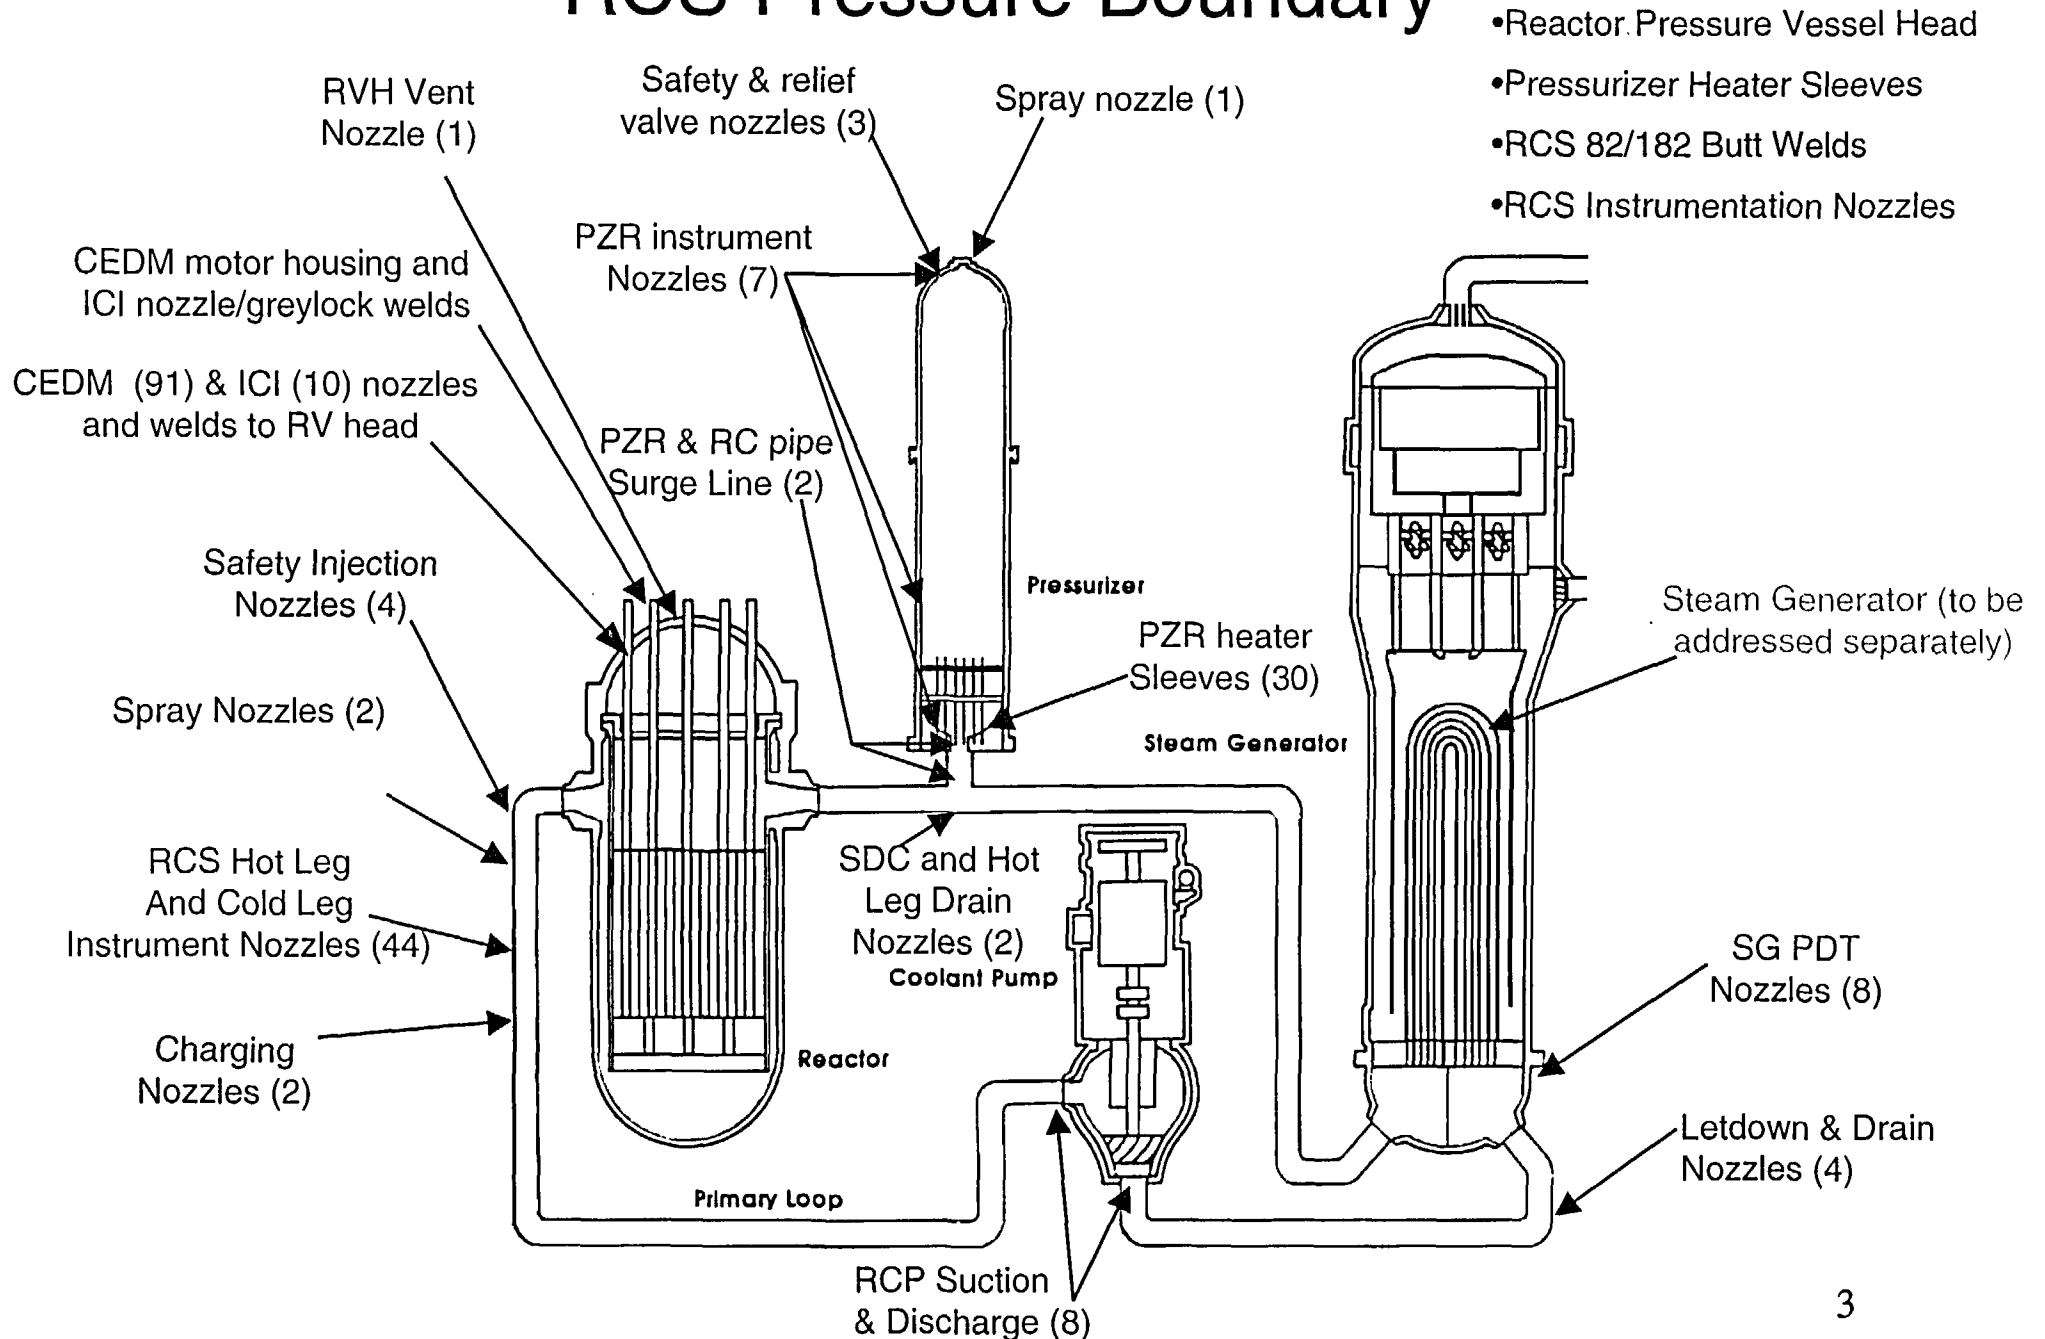 RCS Pressure Boundary
•Reactor Pressure Vessel Head
•Pressurizer Heater Sleeves
•RCS 82/182 Butt Welds
•RCS Instrumentation Nozzles
RVH Vent
Nozzle (1)
Safety & relief
valve nozzles (3)
Spray nozzle (1)
PZR instrument
Nozzles (7)
CEDM motor housing and
ICI nozzle/greylock welds
CEDM (91) & ICI (10) nozzles
and welds to RV head
PZR & RC pipe
Surge Line (2)
Safety Injection
Nozzles (4)
Pressurizer
PZR heater
Sleeves (30)
Steam Generator (to be
addressed separately)
Spray Nozzles (2)
Steam Generator
RCS Hot Leg
And Cold Leg
Instrument Nozzles (44)
SDC and Hot
Leg Drain
Nozzles (2)
Coolant Pump
SG PDT
Nozzles (8)
Charging
Nozzles (2)
Reactor
Letdown & Drain
Nozzles (4)
Primary Loop
RCP Suction
& Discharge (8)
3